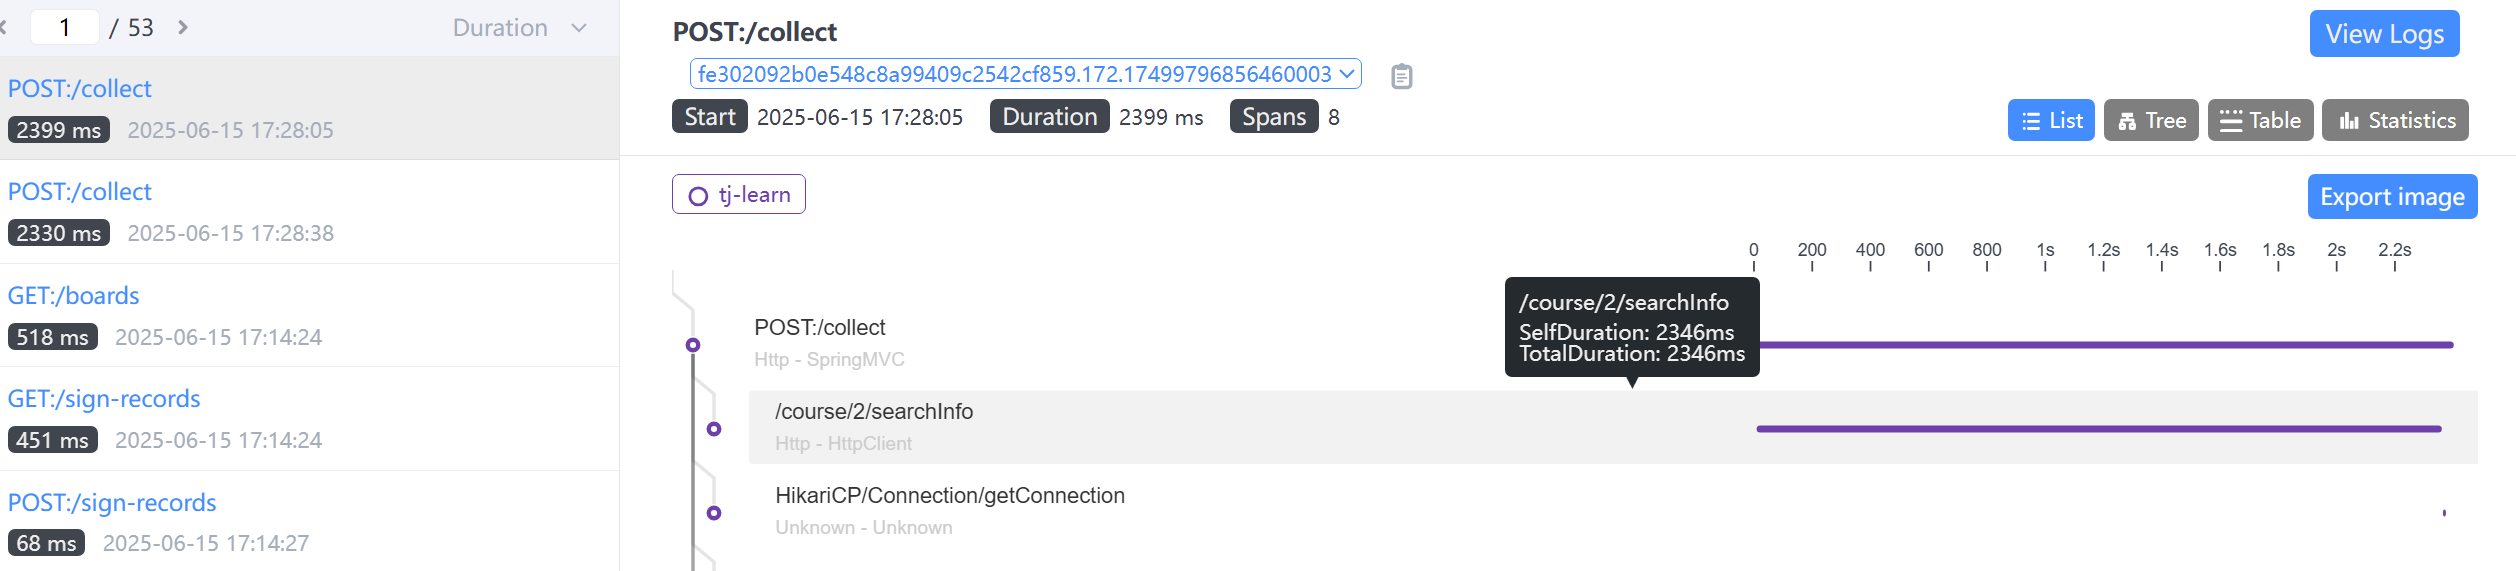 1 / 53
Duration
POST:/collect
2399 ms 2025-06-15 17:28:05
POST:/collect
2330 ms 2025-06-15 17:28:38
GET:/boards
518 ms 2025-06-15 17:14:24
GET:/sign-records
451 ms 2025-06-15 17:14:24
POST:/sign-records
68 ms 2025-06-15 17:14:27
POST:/collect
View Logs
fe302092b0e548c8a99409c2542cf859.172.17499796856460003
Start 2025-06-15 17:28:05 Duration 2399 ms Spans 8
List Tree Table Statistics
tj-learn
Export image
0 200 400 600 800 1s 1.2s 1.4s 1.6s 1.8s 2s 2.2s
/course/2/searchInfo
SelfDuration: 2346ms
TotalDuration: 2346ms
POST:/collect
Http - SpringMVC
/course/2/searchInfo
Http - HttpClient
HikariCP/Connection/getConnection
Unknown - Unknown